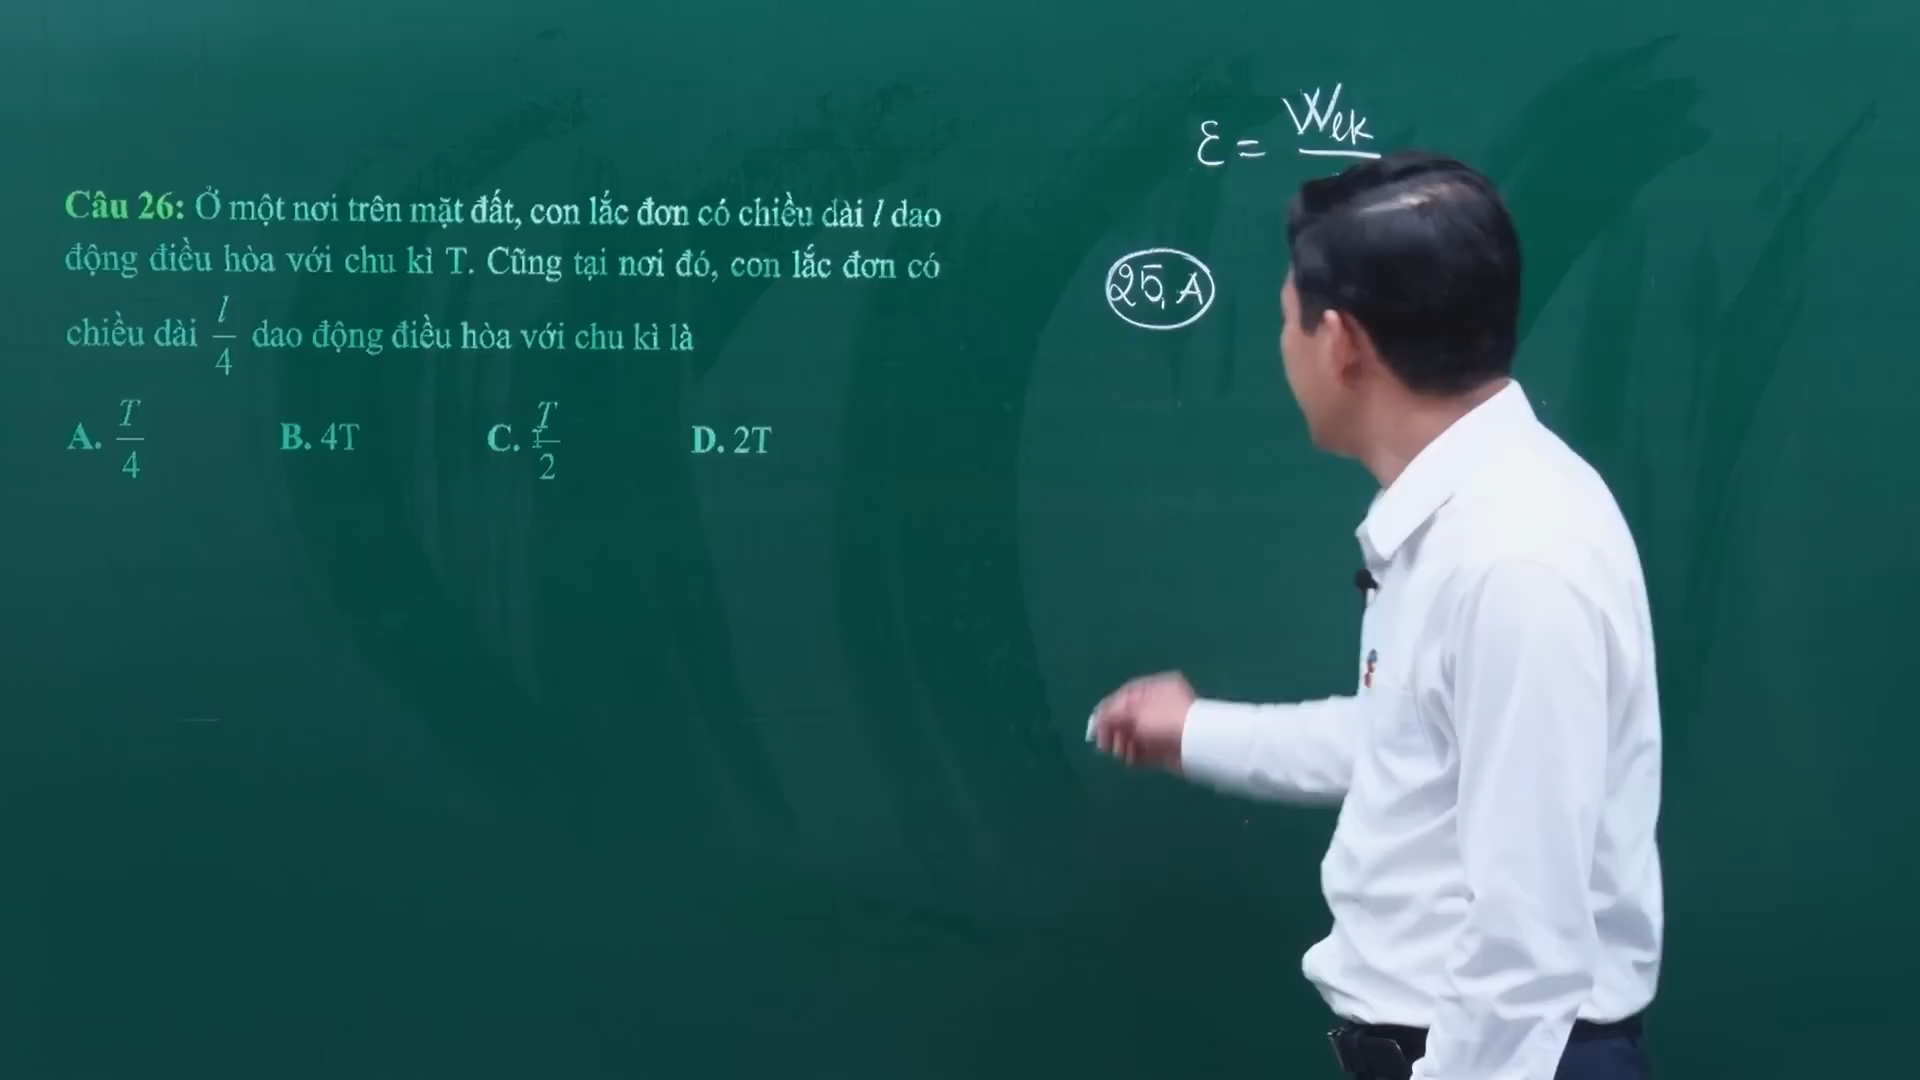 Câu 26: Ở một nơi trên mặt đất, con lắc đơn có chiều dài l dao
động điều hòa với chu kì T. Cũng tại nơi đó, con lắc đơn có
chiều dài l/4 dao động điều hòa với chu kì là
A. T/4 B. 4T C. T/2 D. 2T
ε = Wlk
25, A